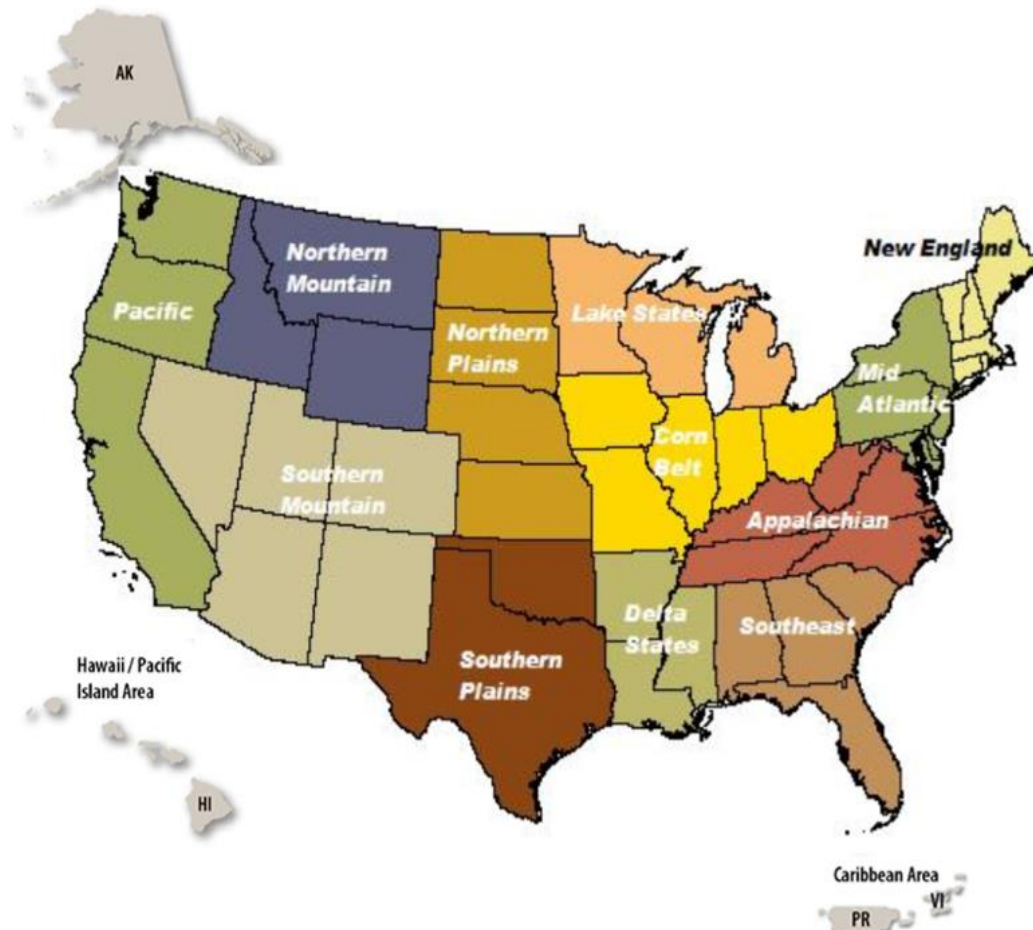 AK
New England
Northern
Mountain
Pacific
Lake States
Northern
Plains
Mid
Atlantic
Corn
Belt
Southern
Mountain
Appalachian
Delta
States
Southeast
Southern
Plains
Hawaii / Pacific
Island Area
HI
Caribbean Area
VI
PR